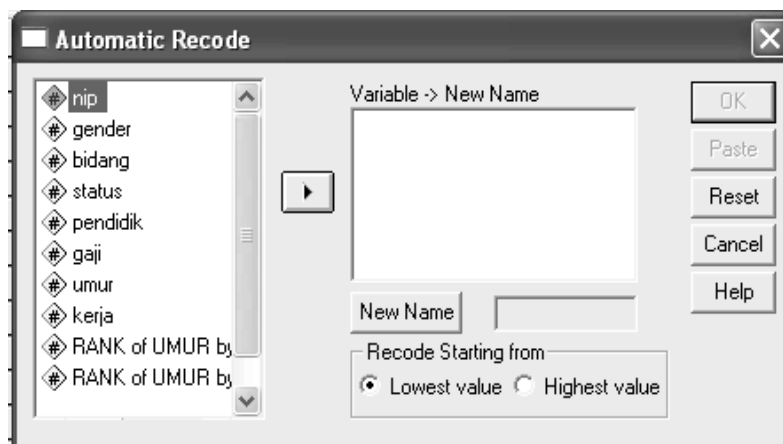 Automatic Recode
nip
gender
bidang
status
pendidik
gaji
umur
kerja
RANK of UMUR by
RANK of UMUR by
Variable -> New Name
New Name
Recode Starting from
Lowest value
Highest value
OK
Paste
Reset
Cancel
Help